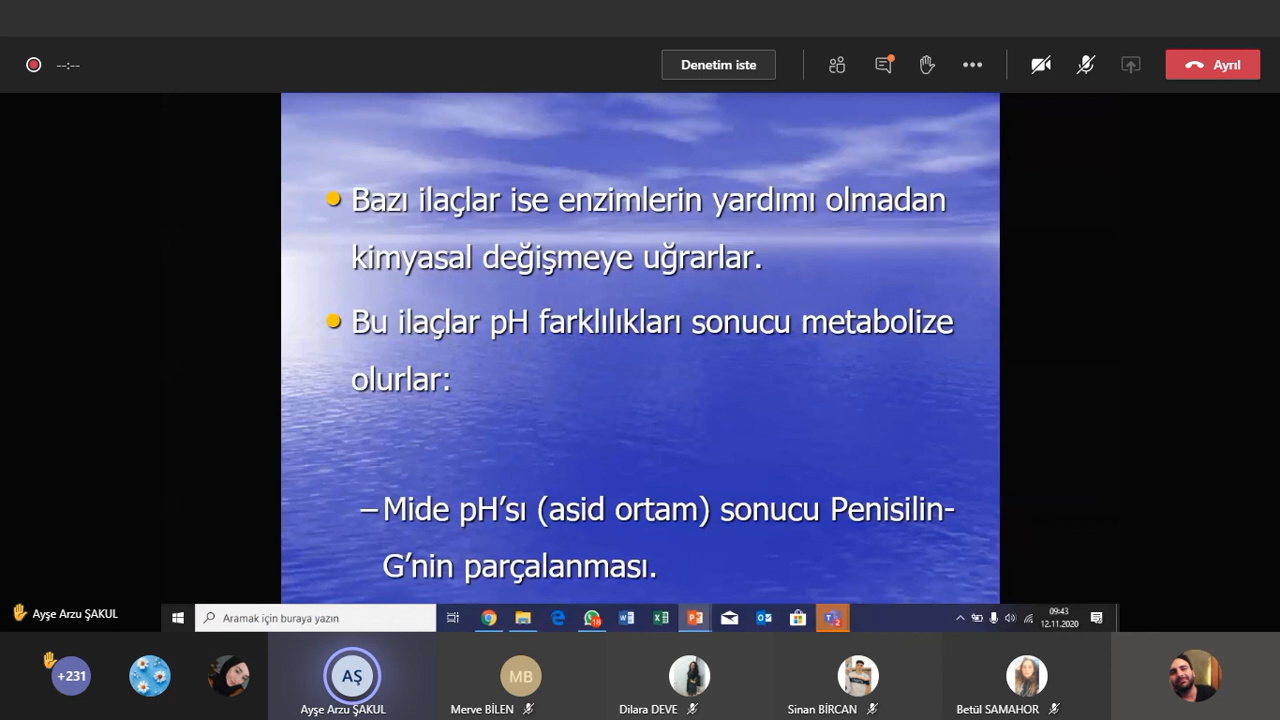 --:--
Denetim iste
Ayrıl
Bazı ilaçlar ise enzimlerin yardımı olmadan
kimyasal değişmeye uğrarlar.
Bu ilaçlar pH farklılıkları sonucu metabolize
olurlar:
–Mide pH’sı (asid ortam) sonucu Penisilin-
G’nin parçalanması.
Ayşe Arzu ŞAKUL
Aramak için buraya yazın
09:43
12.11.2020
+231
AŞ
Ayşe Arzu ŞAKUL
MB
Merve BİLEN
Dilara DEVE
Sinan BİRCAN
Betül SAMAHOR